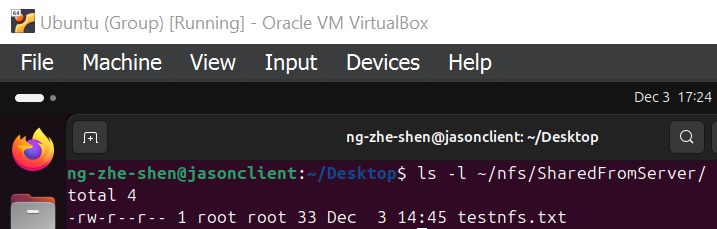 Ubuntu (Group) [Running] - Oracle VM VirtualBox
File Machine View Input Devices Help
Dec 3 17:24
ng-zhe-shen@jasonclient: ~/Desktop
ng-zhe-shen@jasonclient:~/Desktop$ ls -l ~/nfs/SharedFromServer/
total 4
-rw-r--r-- 1 root root 33 Dec  3 14:45 testnfs.txt